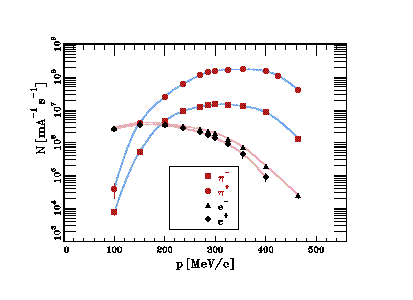 N[mA⁻¹ s⁻¹]
10⁹
10⁸
10⁷
10⁶
10⁵
10⁴
10³
π⁻
π⁺
e⁻
e⁺
0 100 200 300 400 500
p[MeV/c]